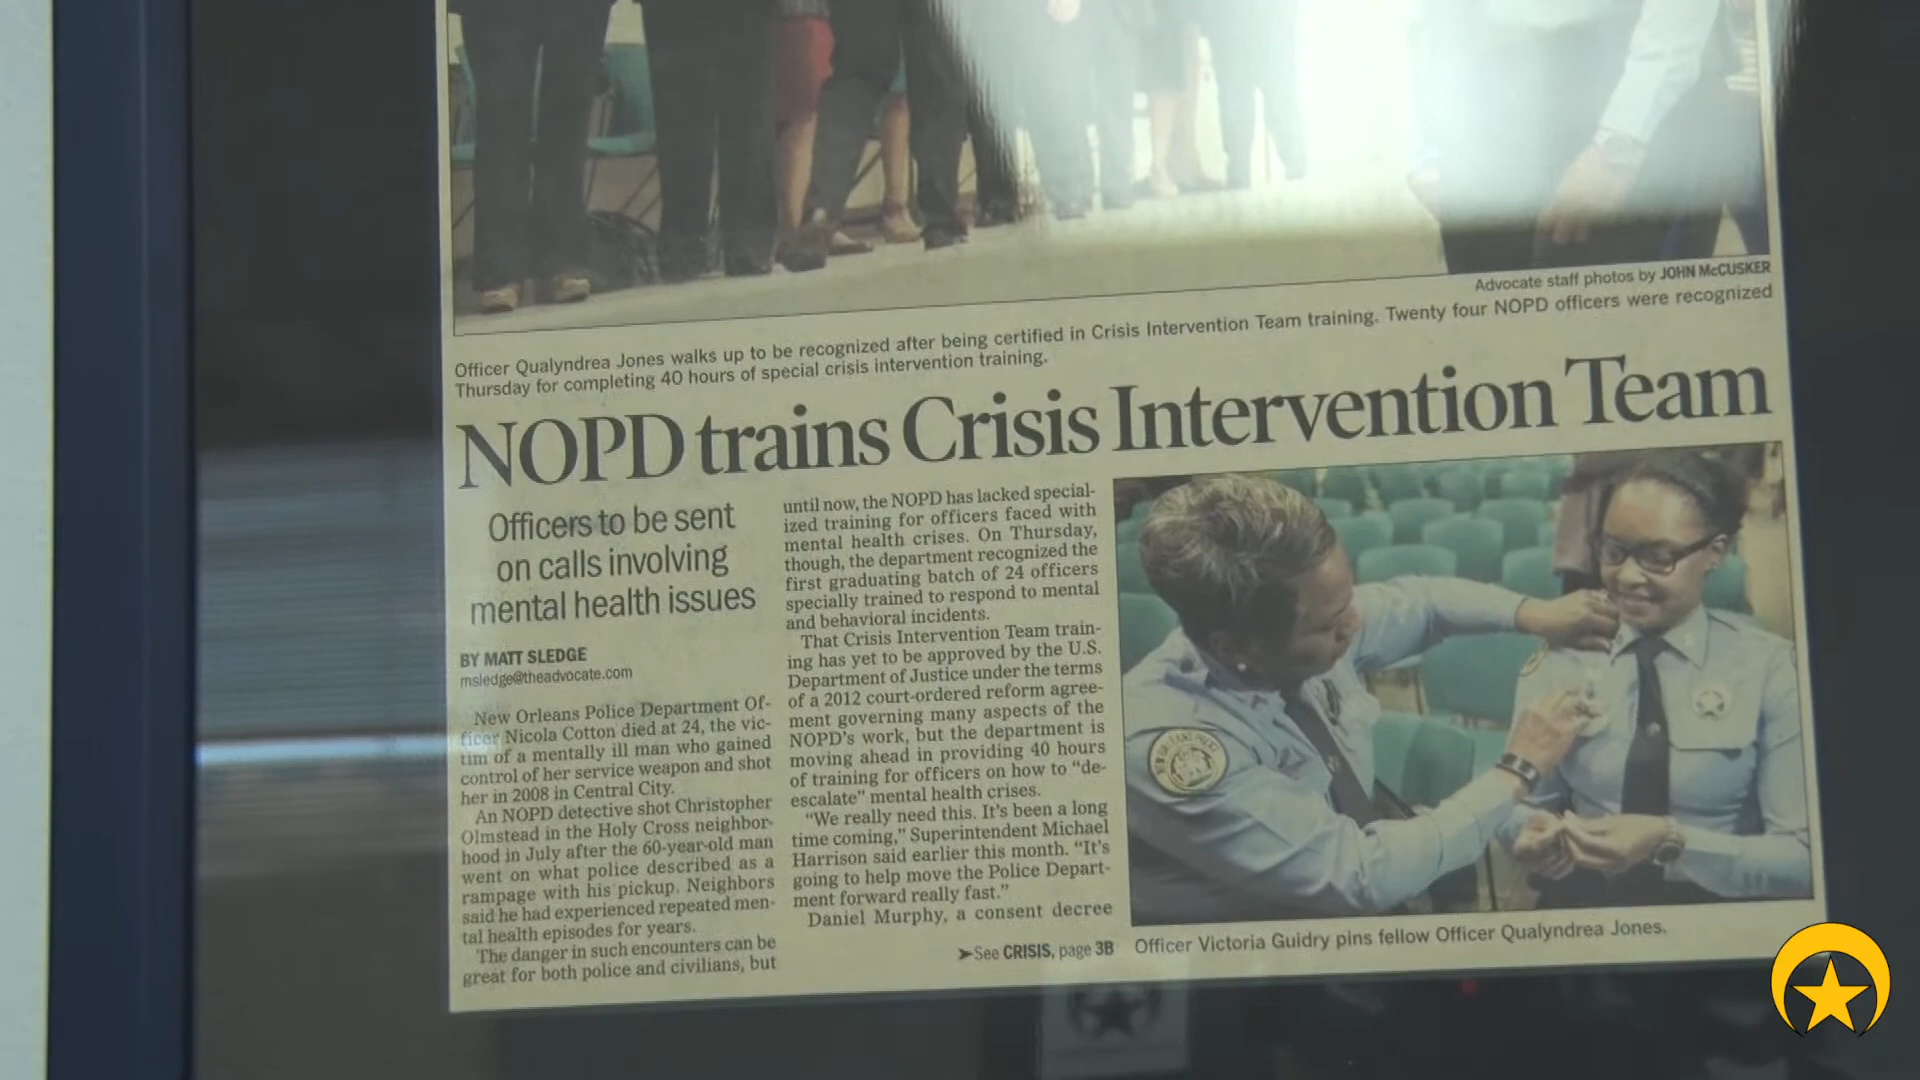 Advocate staff photos by JOHN McCUSKER
Officer Qualyndrea Jones walks up to be recognized after being certified in Crisis Intervention Team training. Twenty four NOPD officers were recognized
Thursday for completing 40 hours of special crisis intervention training.
NOPD trains Crisis Intervention Team
Officers to be sent
on calls involving
mental health issues
BY MATT SLEDGE
msledge@theadvocate.com
New Orleans Police Department Of-
ficer Nicola Cotton died at 24, the vic-
tim of a mentally ill man who gained
control of her service weapon and shot
her in 2008 in Central City.
An NOPD detective shot Christopher
Olmstead in the Holy Cross neighbor-
hood in July after the 60-year-old man
went on what police described as a
rampage with his pickup. Neighbors
said he had experienced repeated men-
tal health episodes for years.
The danger in such encounters can be
great for both police and civilians, but
until now, the NOPD has lacked special-
ized training for officers faced with
mental health crises. On Thursday,
though, the department recognized the
first graduating batch of 24 officers
specially trained to respond to mental
and behavioral incidents.
That Crisis Intervention Team train-
ing has yet to be approved by the U.S.
Department of Justice under the terms
of a 2012 court-ordered reform agree-
ment governing many aspects of the
NOPD's work, but the department is
moving ahead in providing 40 hours
of training for officers on how to "de-
escalate" mental health crises.
"We really need this. It's been a long
time coming," Superintendent Michael
Harrison said earlier this month. "It's
going to help move the Police Depart-
ment forward really fast."
Daniel Murphy, a consent decree
➤See CRISIS, page 3B
Officer Victoria Guidry pins fellow Officer Qualyndrea Jones.